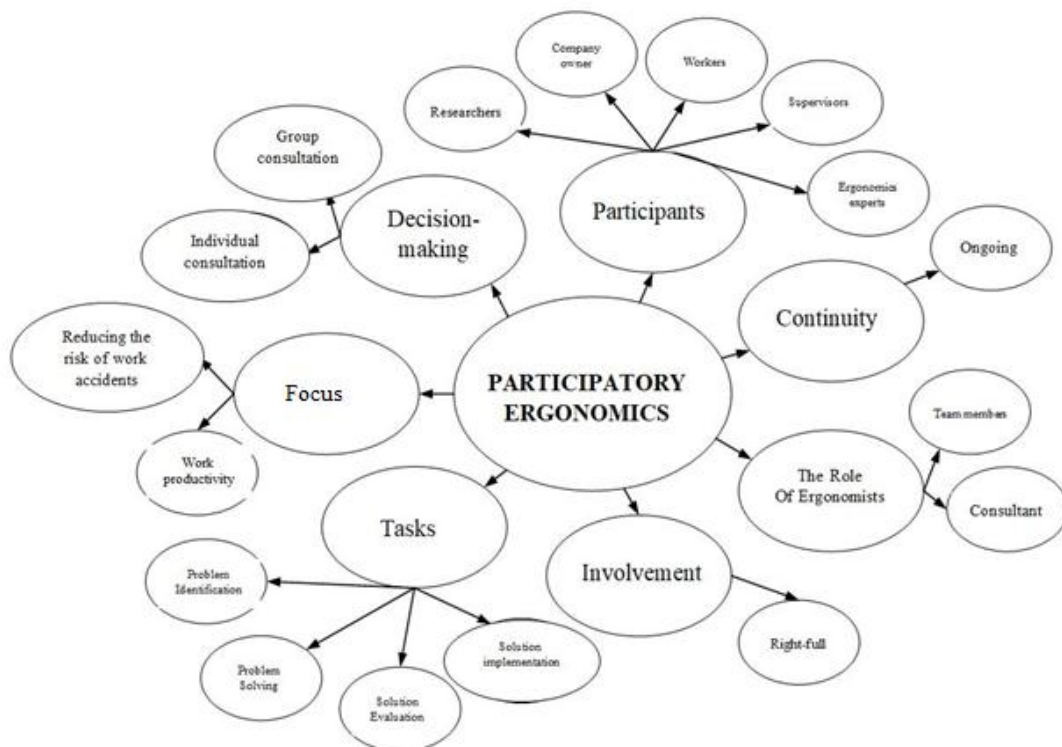 Company
owner
Workers
Researchers
Supervisors
Group
consultation
Participants
Ergonomics
experts
Decision-
making
Individual
consultation
Ongoing
Continuity
Reducing the
risk of work
accidents
Focus
PARTICIPATORY
ERGONOMICS
Team members
Work
productivity
The Role
Of Ergonomists
Consultant
Tasks
Involvement
Problem
Identification
Solution
implementation
Right-full
Problem
Solving
Solution
Evaluation